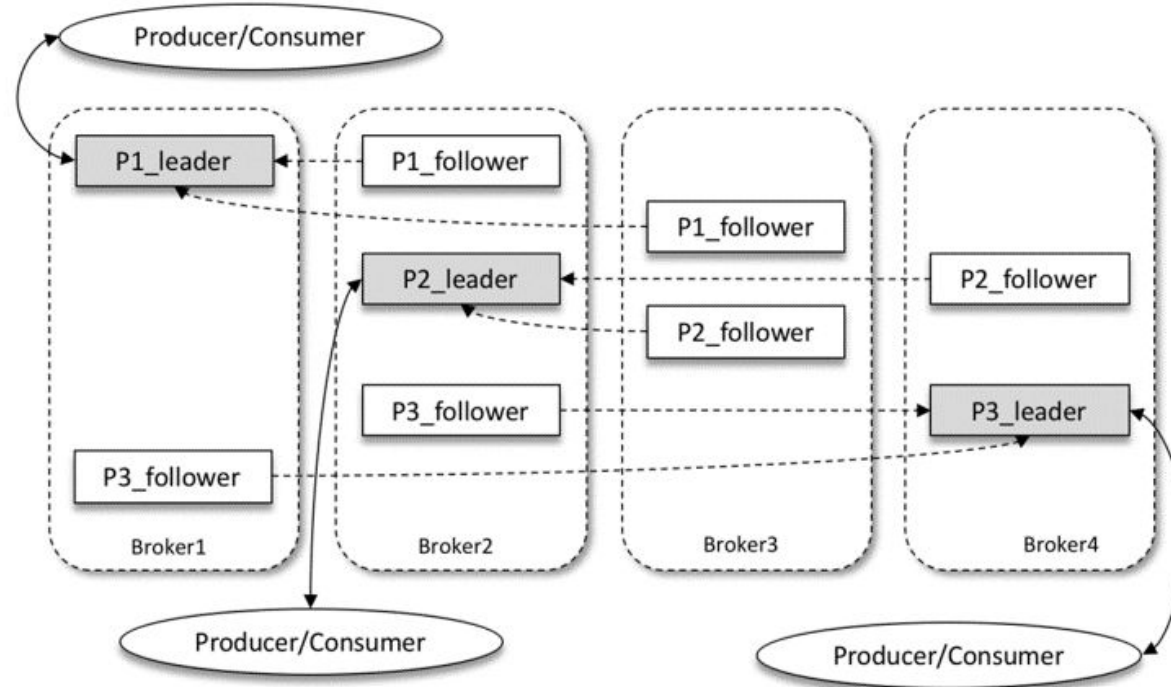 Producer/Consumer
P1_leader
P1_follower
P1_follower
P2_leader
P2_follower
P2_follower
P3_follower
P3_leader
P3_follower
Broker1
Broker2
Broker3
Broker4
Producer/Consumer
Producer/Consumer